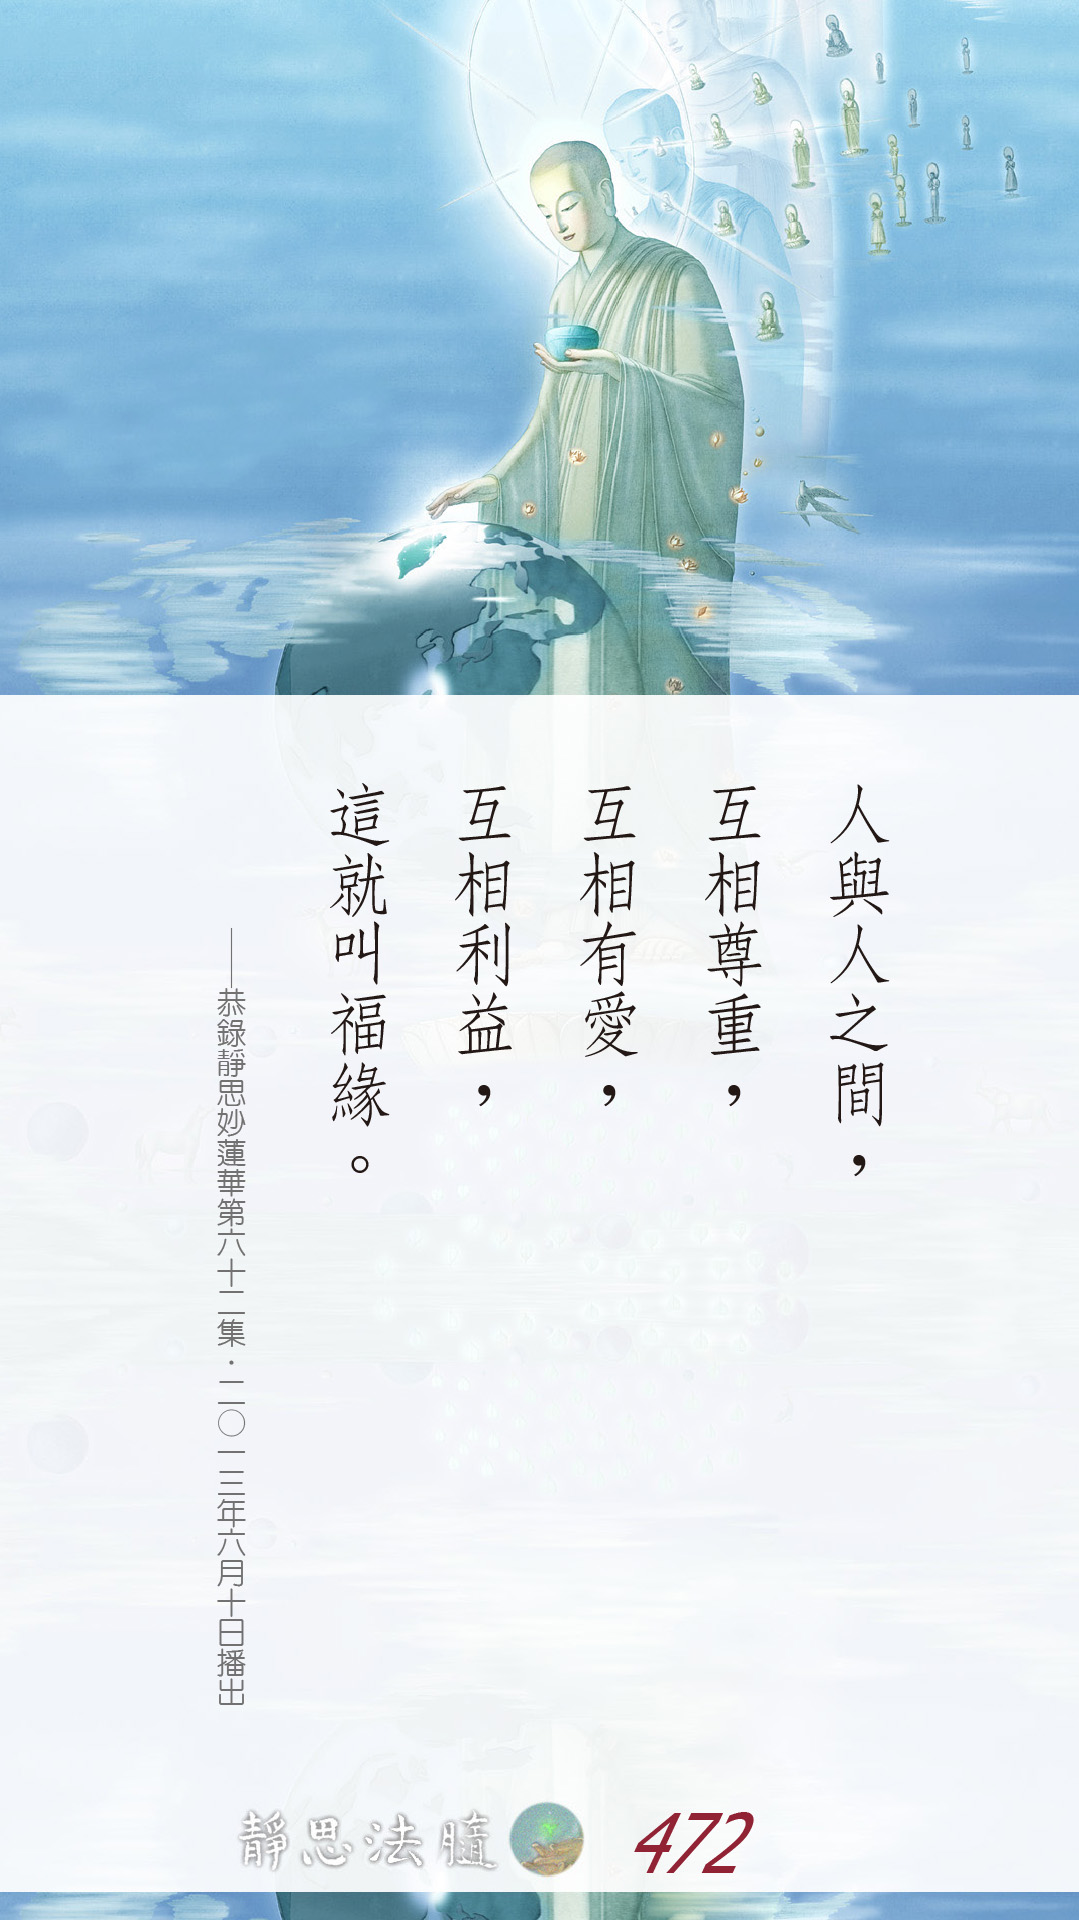 人與人之間，
互相尊重，
互相有愛，
互相利益，
這就叫福緣。
——恭錄靜思妙蓮華第六十二集．二〇一三年六月十日播出
靜思法髓
472